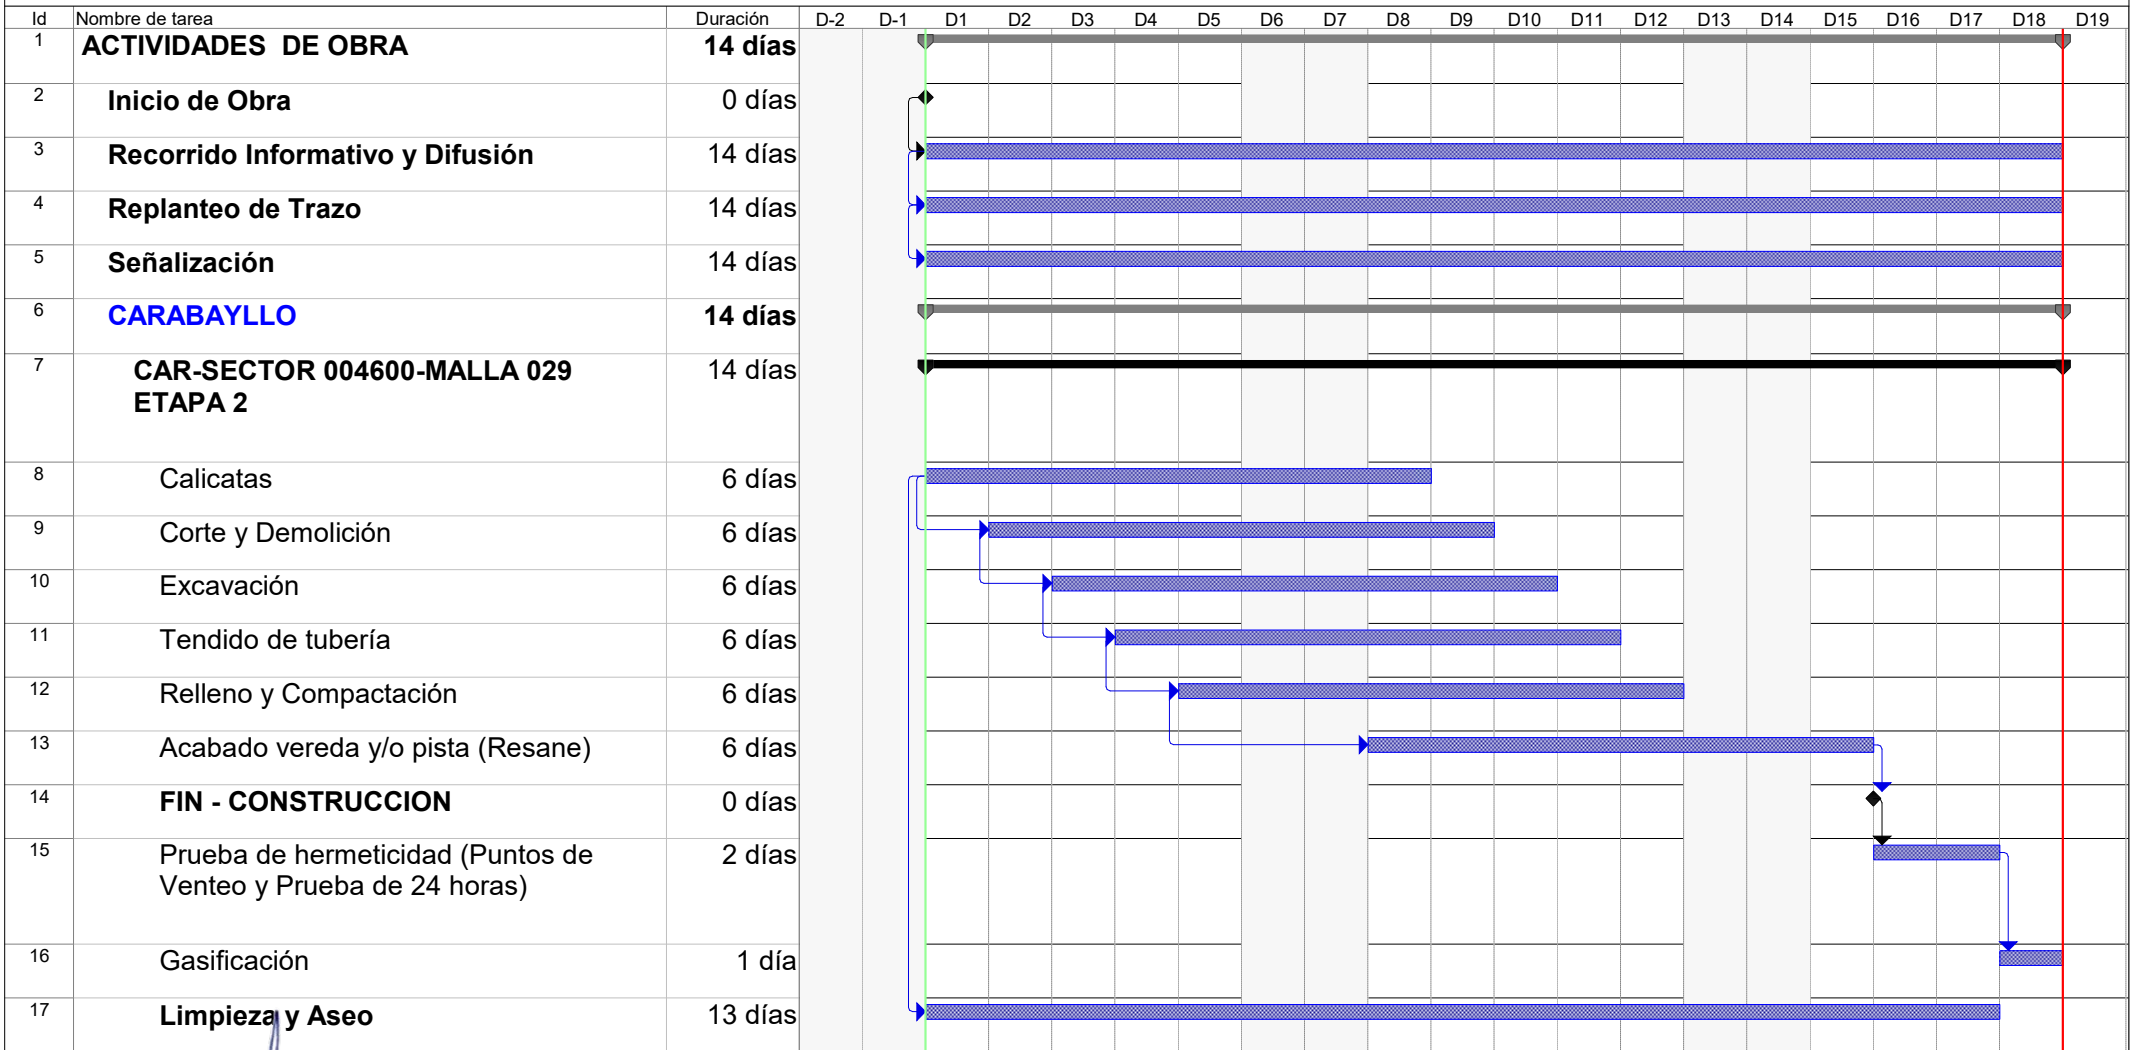 Id Nombre de tarea Duración D-2 D-1 D1 D2 D3 D4 D5 D6 D7 D8 D9 D10 D11 D12 D13 D14 D15 D16 D17 D18 D19
1 ACTIVIDADES DE OBRA 14 días
2 Inicio de Obra 0 días
3 Recorrido Informativo y Difusión 14 días
4 Replanteo de Trazo 14 días
5 Señalización 14 días
6 CARABAYLLO 14 días
7 CAR-SECTOR 004600-MALLA 029 14 días
ETAPA 2
8 Calicatas 6 días
9 Corte y Demolición 6 días
10 Excavación 6 días
11 Tendido de tubería 6 días
12 Relleno y Compactación 6 días
13 Acabado vereda y/o pista (Resane) 6 días
14 FIN - CONSTRUCCION 0 días
15 Prueba de hermeticidad (Puntos de 2 días
Venteo y Prueba de 24 horas)
16 Gasificación 1 día
17 Limpieza y Aseo 13 días